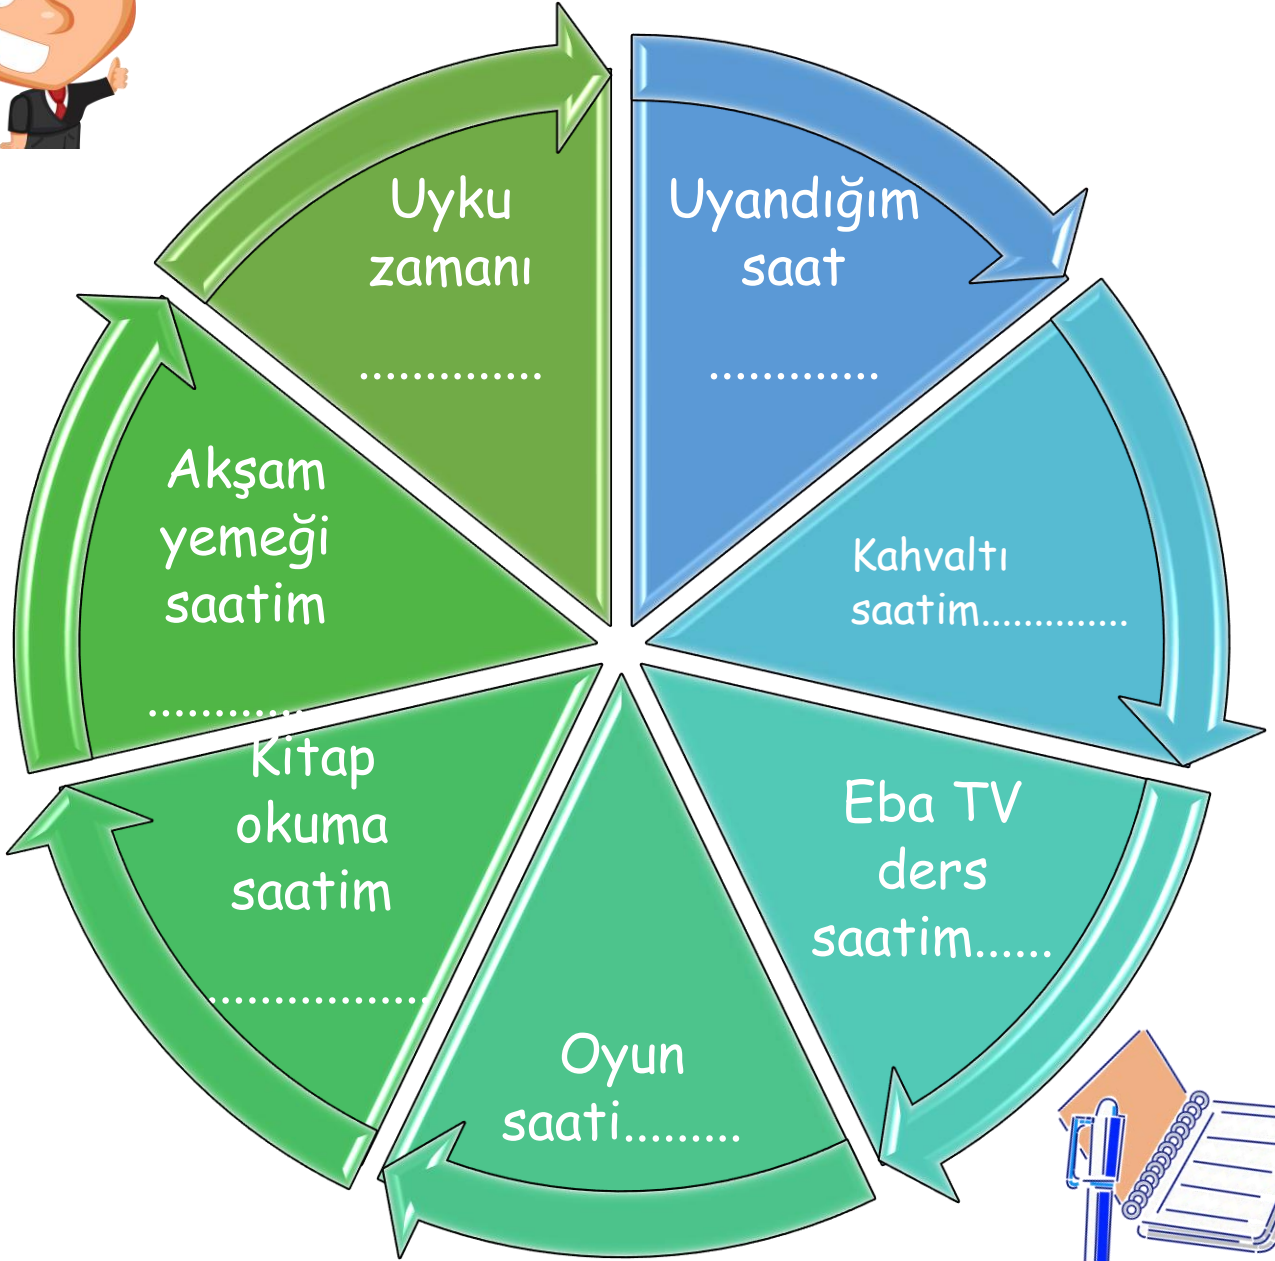 Uyandığım
saat
.............
Kahvaltı
saatim..............
Eba TV
ders
saatim......
Oyun
saati.........
Kitap
okuma
saatim
.................
Akşam
yemeği
saatim
............
Uyku
zamanı
..............